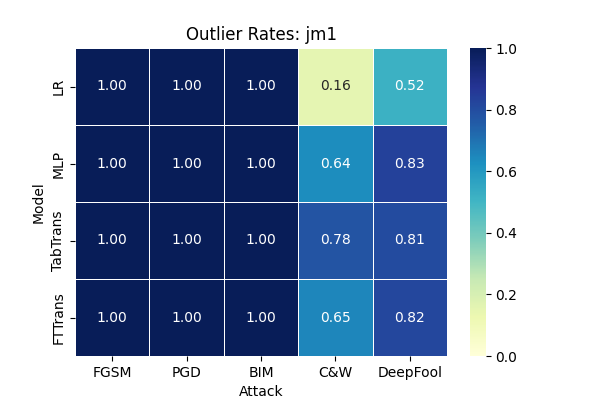 Outlier Rates: jm1
Model
LR 1.00 1.00 1.00 0.16 0.52
MLP 1.00 1.00 1.00 0.64 0.83
TabTrans 1.00 1.00 1.00 0.78 0.81
FTTrans 1.00 1.00 1.00 0.65 0.82
FGSM PGD BIM C&W DeepFool
Attack
1.0
0.8
0.6
0.4
0.2
0.0